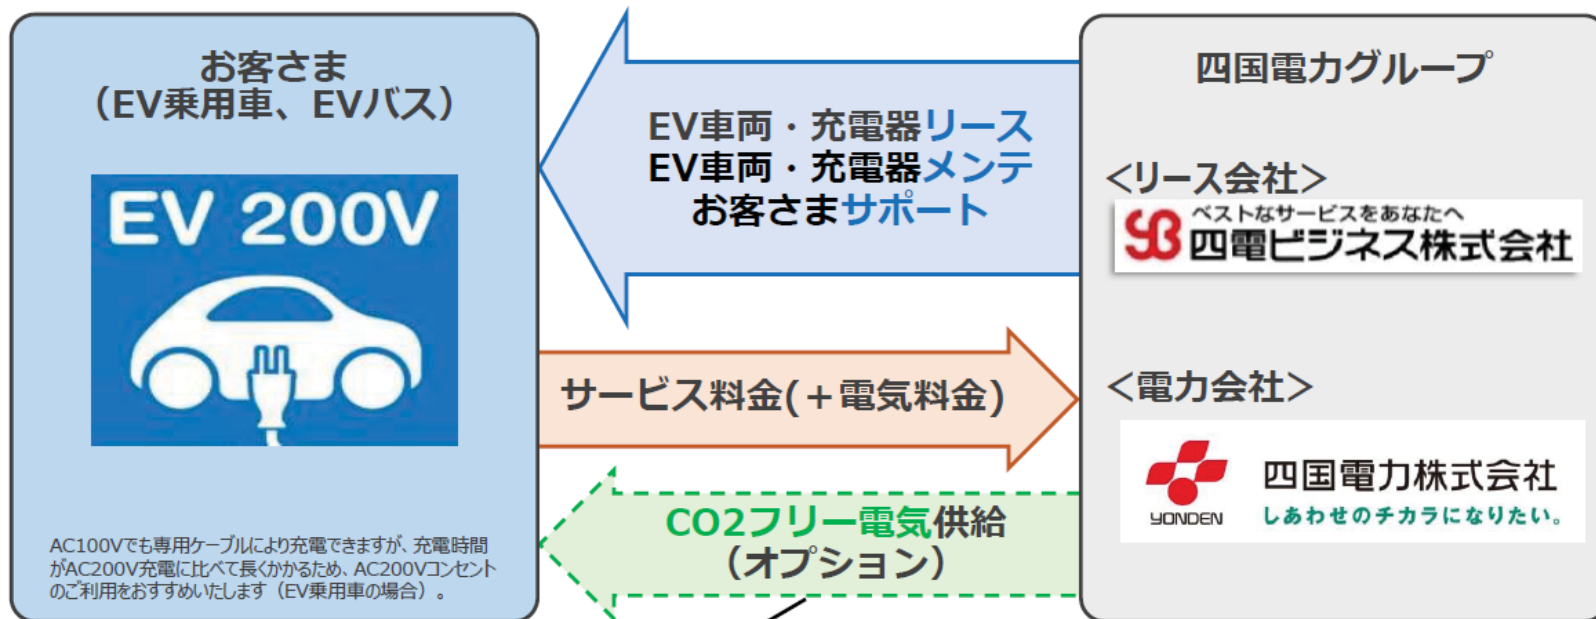 お客さま
（EV乗用車、EVバス）
EV 200V
AC100Vでも専用ケーブルにより充電できますが、充電時間
がAC200V充電に比べて長くかかるため、AC200Vコンセント
のご利用をおすすめいたします（EV乗用車の場合）。
EV車両・充電器リース
EV車両・充電器メンテ
お客さまサポート
サービス料金(＋電気料金)
CO2フリー電気供給
（オプション）
四国電力グループ
＜リース会社＞
ベストなサービスをあなたへ
四電ビジネス株式会社
＜電力会社＞
YONDEN
四国電力株式会社
しあわせのチカラになりたい。